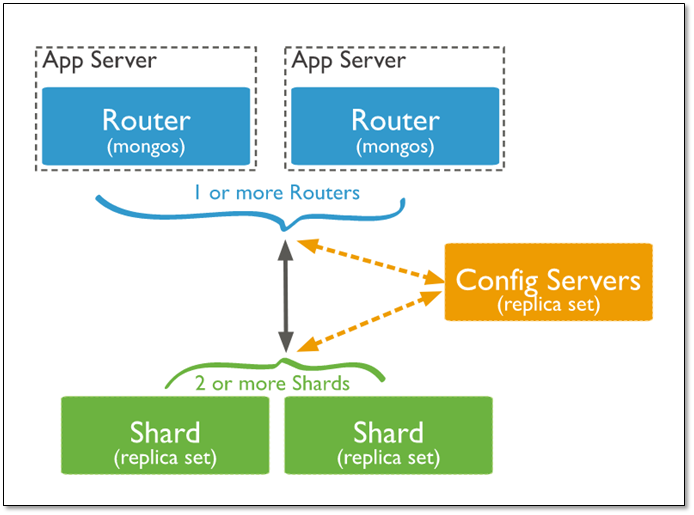 App Server
Router
(mongos)
App Server
Router
(mongos)
1 or more Routers
Config Servers
(replica set)
2 or more Shards
Shard
(replica set)
Shard
(replica set)